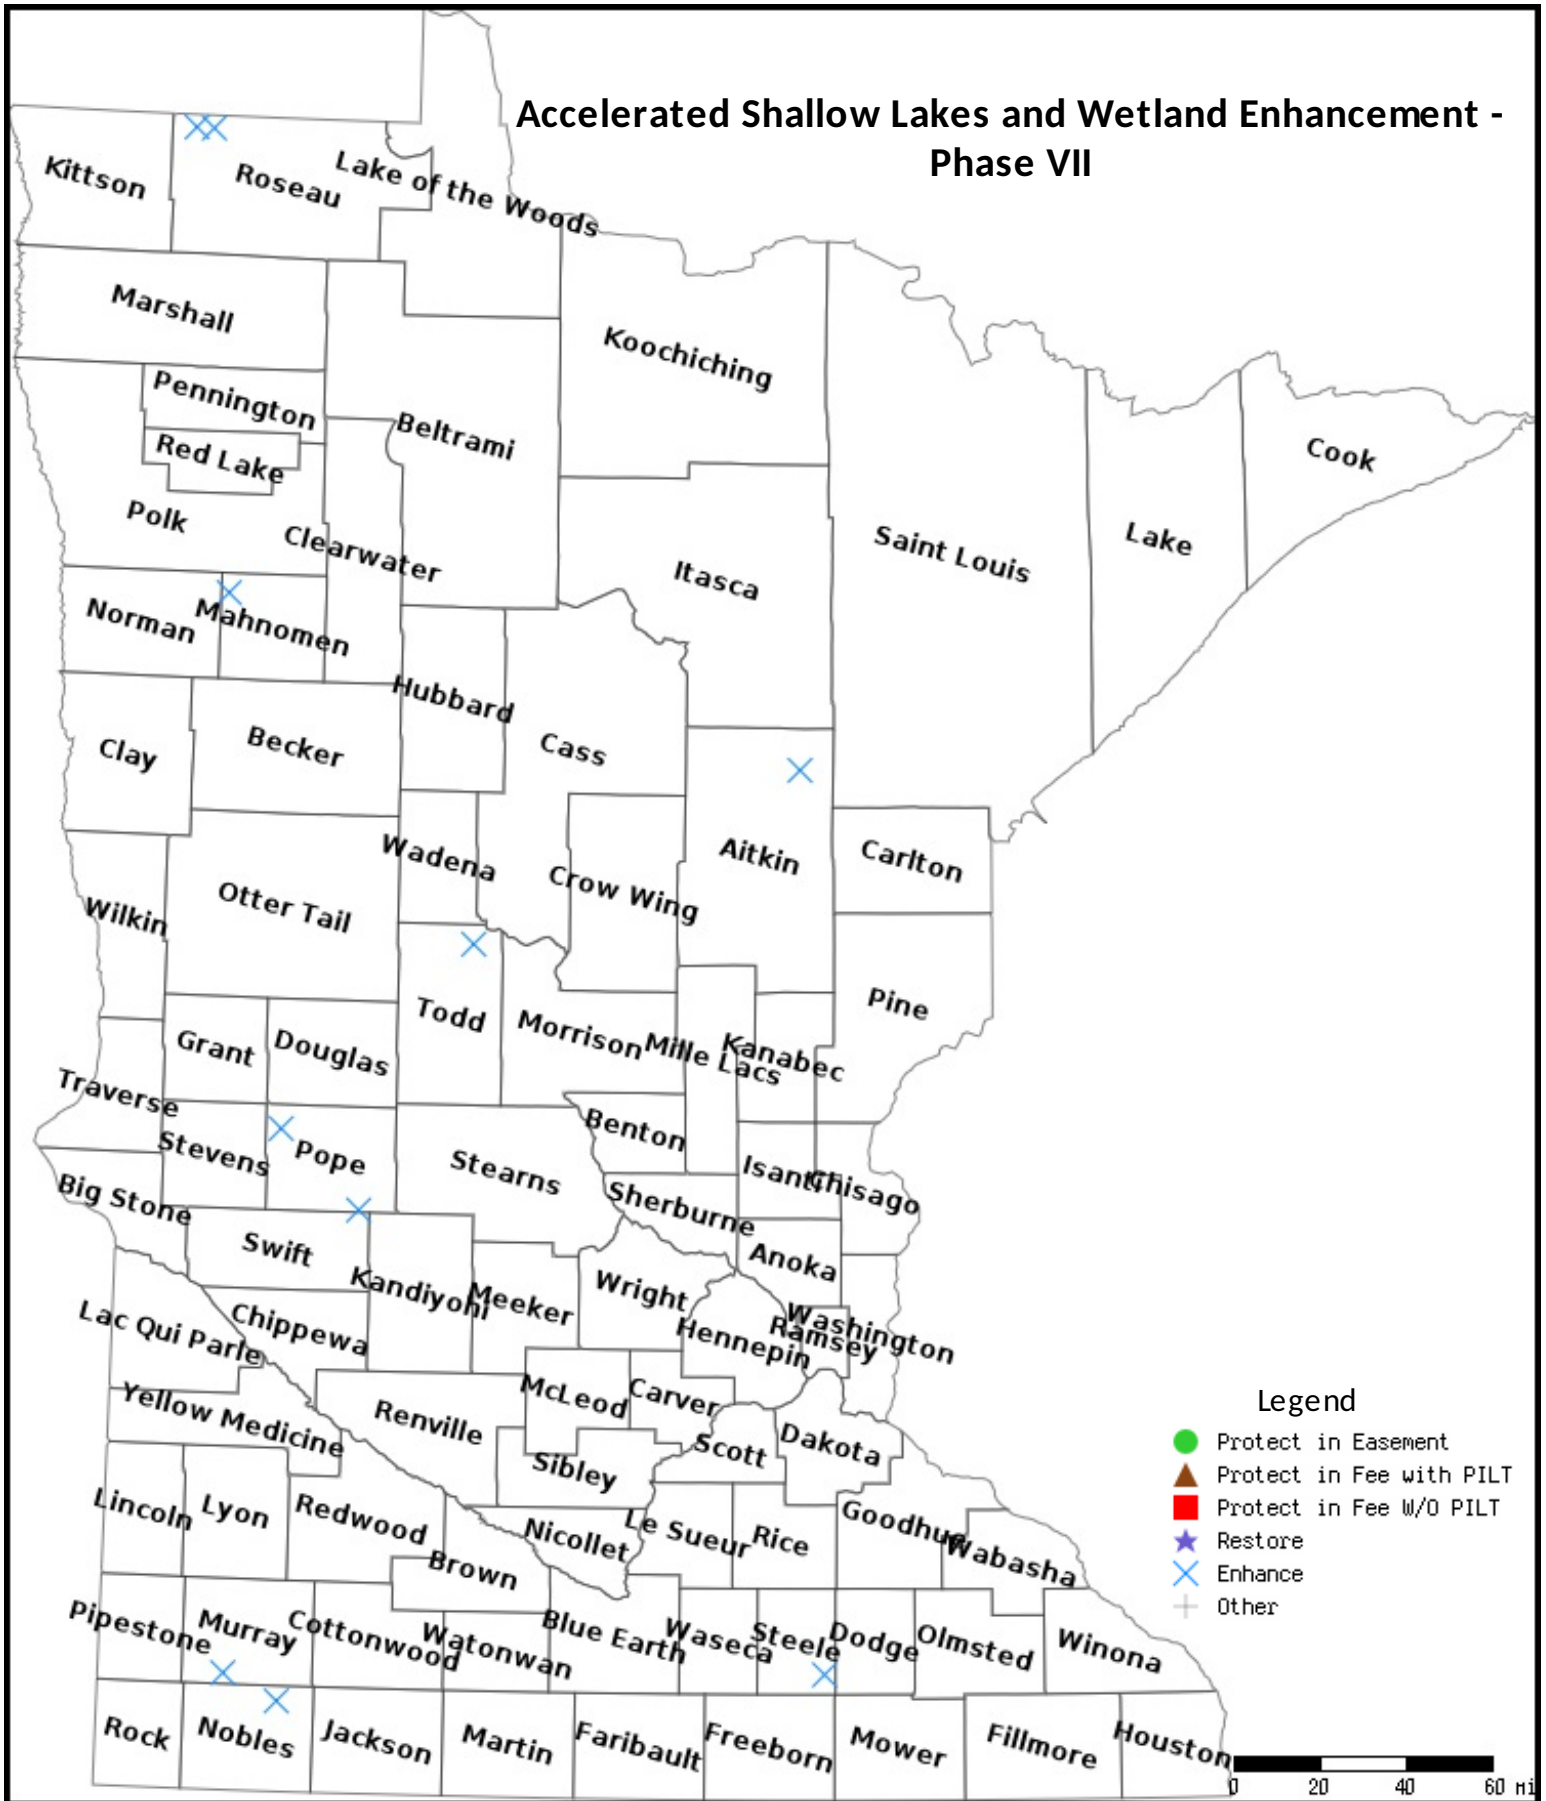 Accelerated Shallow Lakes and Wetland Enhancement -
Phase VII
Kittson
Roseau
Lake of the Woods
Marshall
Koochiching
Pennington
Beltrami
Red Lake
Cook
Polk
Clearwater
Saint Louis
Lake
Itasca
Norman
Mahnomen
Hubbard
Clay
Becker
Cass
Wadena
Aitkin
Carlton
Crow Wing
Otter Tail
Wilkin
Todd
Pine
Morrison
Mille Lacs
Kanabec
Grant
Douglas
Traverse
Stevens
Pope
Stearns
Benton
Isanti
Chisago
Big Stone
Sherburne
Swift
Anoka
Kandiyohi
Meeker
Wright
Washington
Ramsey
Hennepin
Lac Qui Parle
Chippewa
McLeod
Carver
Yellow Medicine
Renville
Scott
Dakota
Sibley
Lincoln
Lyon
Redwood
Nicollet
Le Sueur
Rice
Goodhue
Wabasha
Brown
Pipestone
Murray
Cottonwood
Watonwan
Blue Earth
Waseca
Steele
Dodge
Olmsted
Winona
Rock
Nobles
Jackson
Martin
Faribault
Freeborn
Mower
Fillmore
Houston
Legend
Protect in Easement
Protect in Fee with PILT
Protect in Fee W/O PILT
Restore
Enhance
Other
0 20 40 60 mi